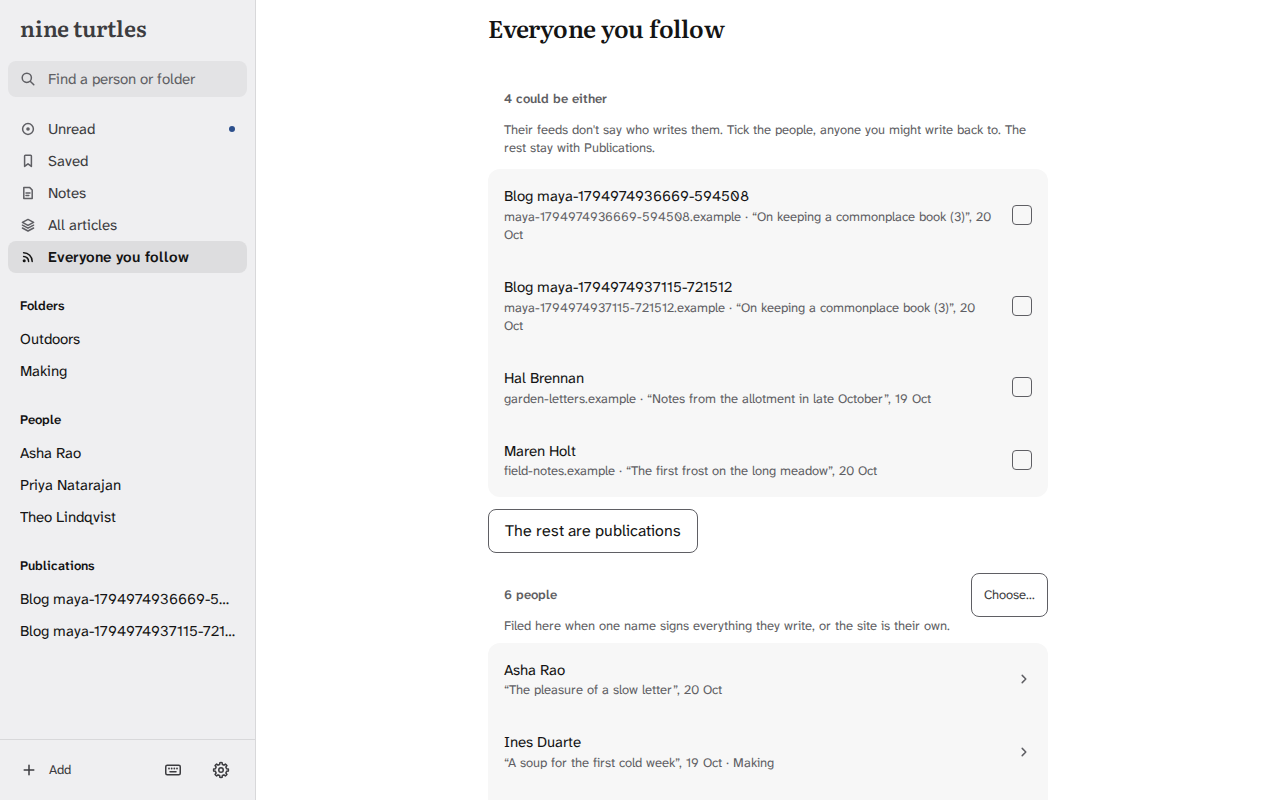 nine turtles
Find a person or folder
Unread
Saved
Notes
All articles
Everyone you follow
Folders
Outdoors
Making
People
Asha Rao
Priya Natarajan
Theo Lindqvist
Publications
Blog maya-1794974936669-5...
Blog maya-1794974937115-721...
Add
Everyone you follow
4 could be either
Their feeds don't say who writes them. Tick the people, anyone you might write back to. The
rest stay with Publications.
Blog maya-1794974936669-594508
maya-1794974936669-594508.example · “On keeping a commonplace book (3)”, 20
Oct
Blog maya-1794974937115-721512
maya-1794974937115-721512.example · “On keeping a commonplace book (3)”, 20
Oct
Hal Brennan
garden-letters.example · “Notes from the allotment in late October”, 19 Oct
Maren Holt
field-notes.example · “The first frost on the long meadow”, 20 Oct
The rest are publications
6 people
Choose...
Filed here when one name signs everything they write, or the site is their own.
Asha Rao
“The pleasure of a slow letter”, 20 Oct
Ines Duarte
“A soup for the first cold week”, 19 Oct · Making